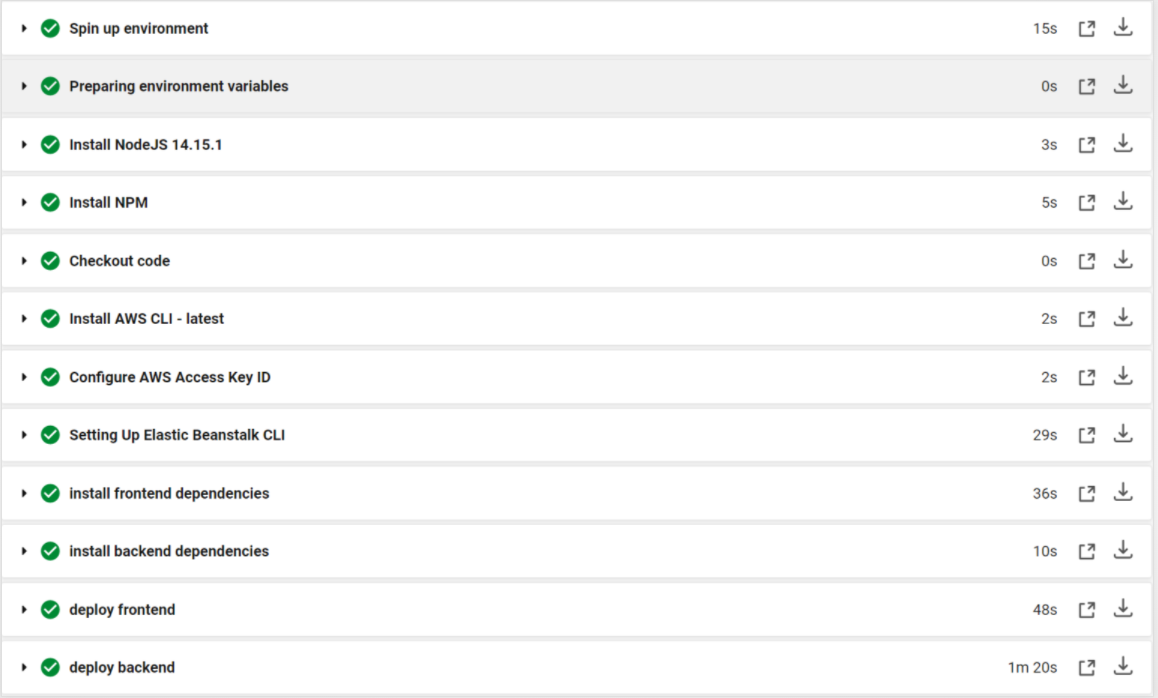 Spin up environment 15s
Preparing environment variables 0s
Install NodeJS 14.15.1 3s
Install NPM 5s
Checkout code 0s
Install AWS CLI - latest 2s
Configure AWS Access Key ID 2s
Setting Up Elastic Beanstalk CLI 29s
install frontend dependencies 36s
install backend dependencies 10s
deploy frontend 48s
deploy backend 1m 20s